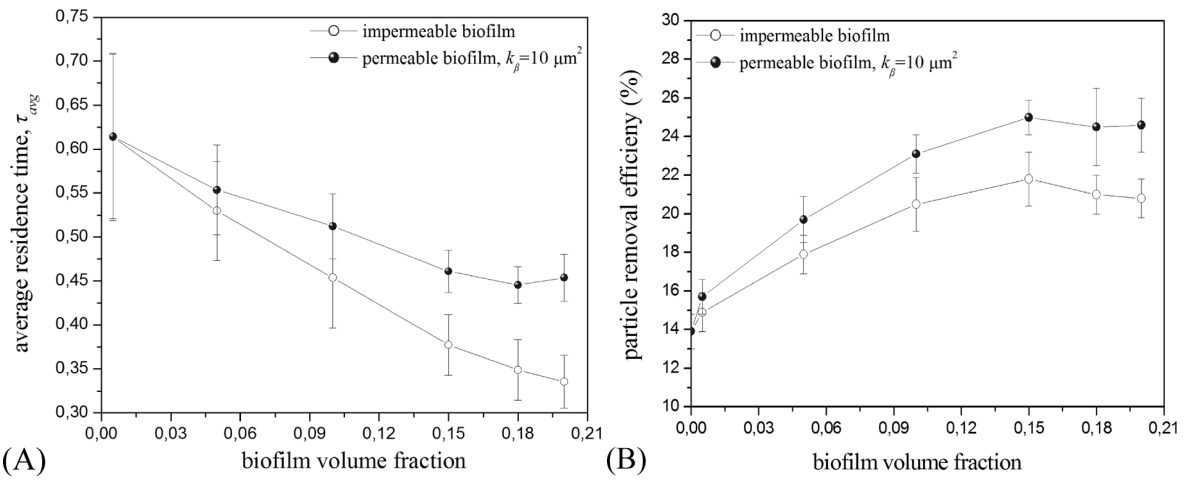 0,75
0,70
0,65
0,60
0,55
0,50
0,45
0,40
0,35
0,30
average residence time, τavg
impermeable biofilm
permeable biofilm, kβ=10 μm²
0,00 0,03 0,06 0,09 0,12 0,15 0,18 0,21
(A) biofilm volume fraction
30
28
26
24
22
20
18
16
14
12
10
particle removal efficieny (%)
impermeable biofilm
permeable biofilm, kβ=10 μm²
0,00 0,03 0,06 0,09 0,12 0,15 0,18 0,21
(B) biofilm volume fraction